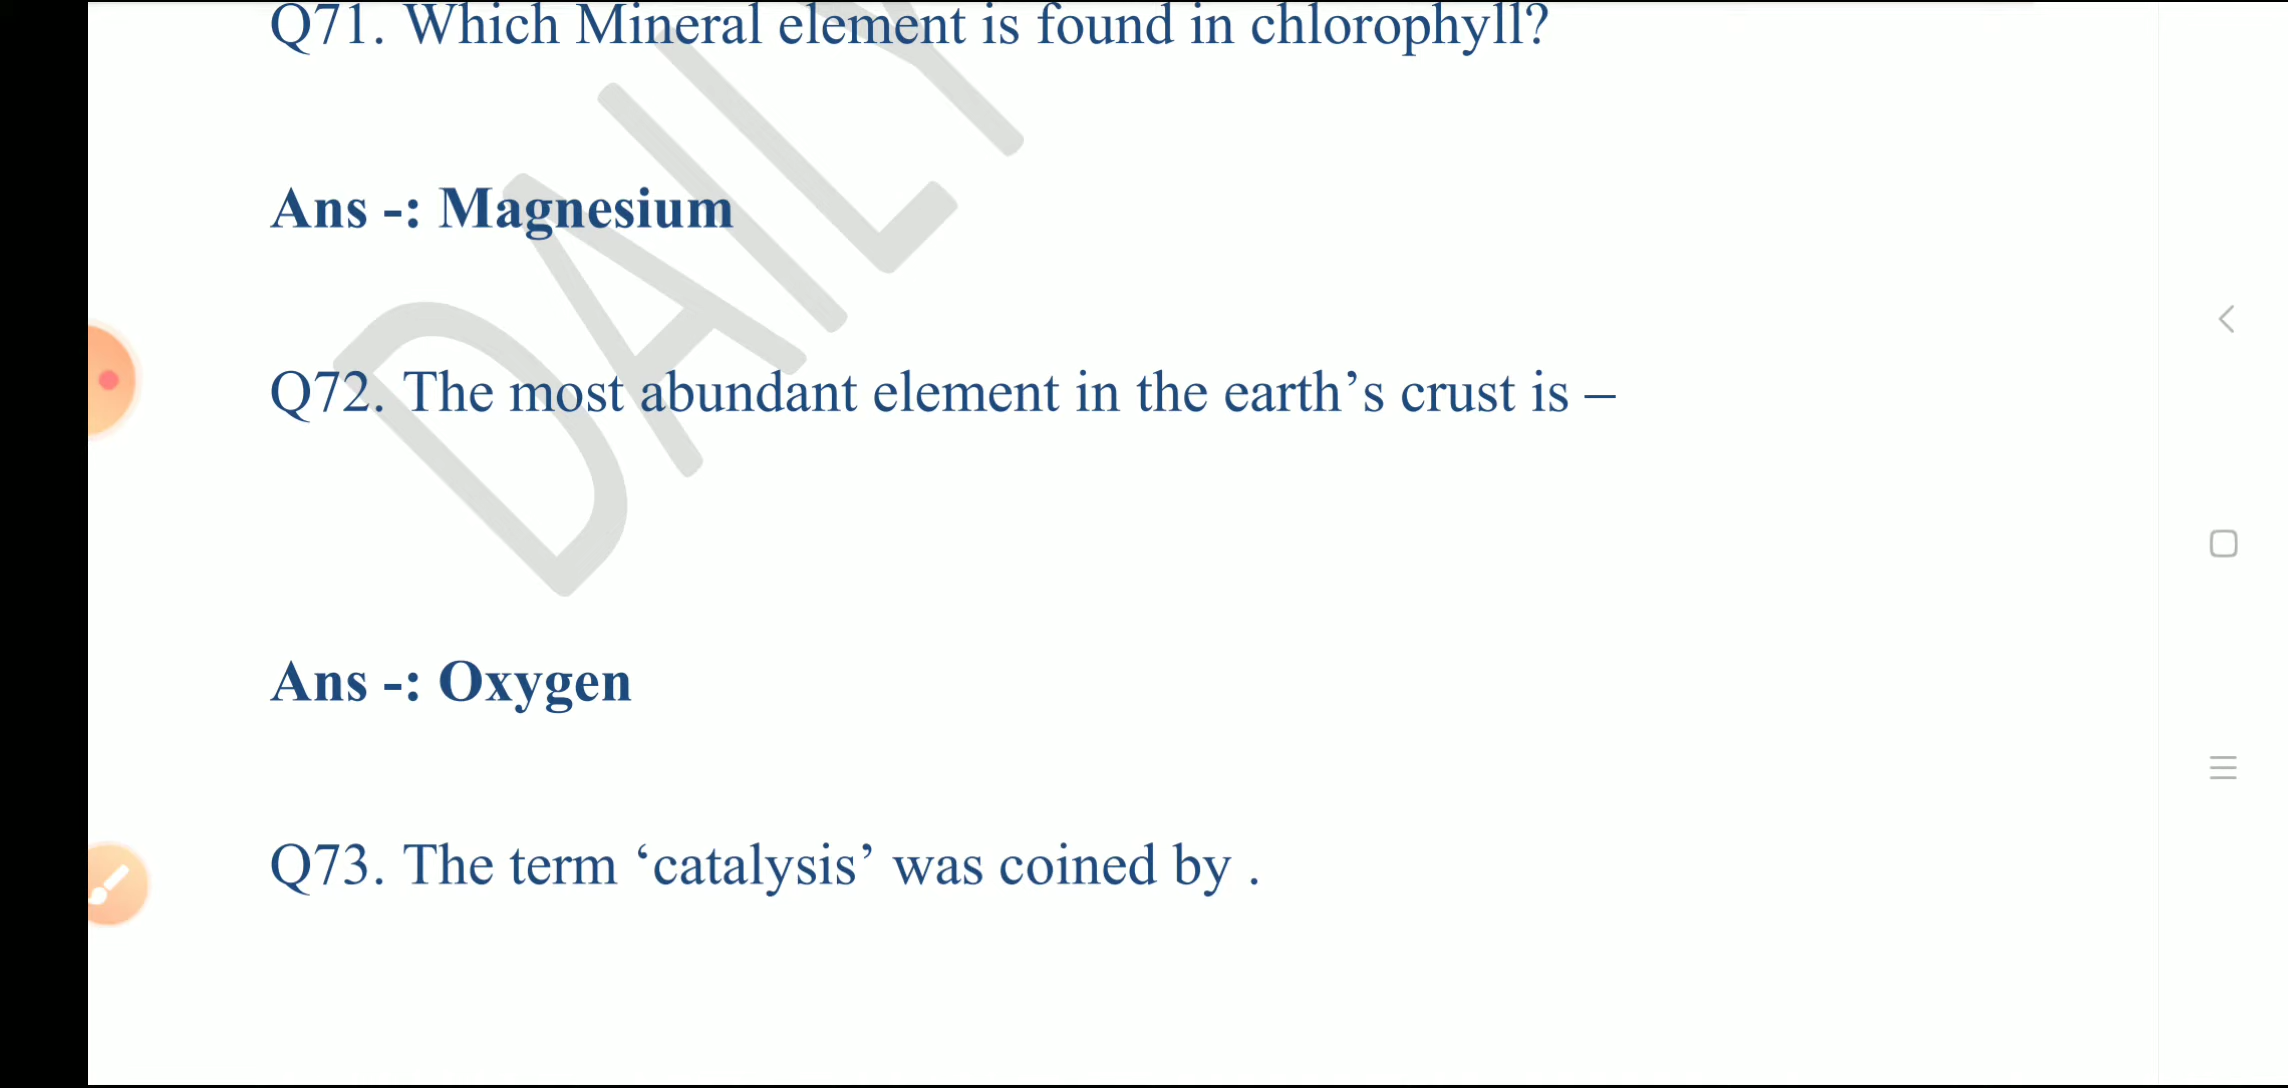 Q71. Which Mineral element is found in chlorophyll?
Ans -: Magnesium
Q72. The most abundant element in the earth’s crust is –
Ans -: Oxygen
Q73. The term ‘catalysis’ was coined by .
DAILY